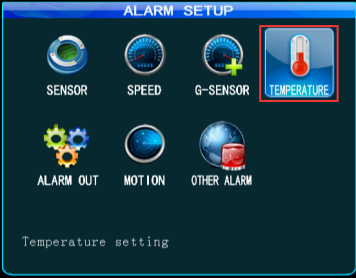 ALARM SETUP
SENSOR SPEED G-SENSOR TEMPERATURE
ALARM OUT MOTION OTHER ALARM
Temperature setting